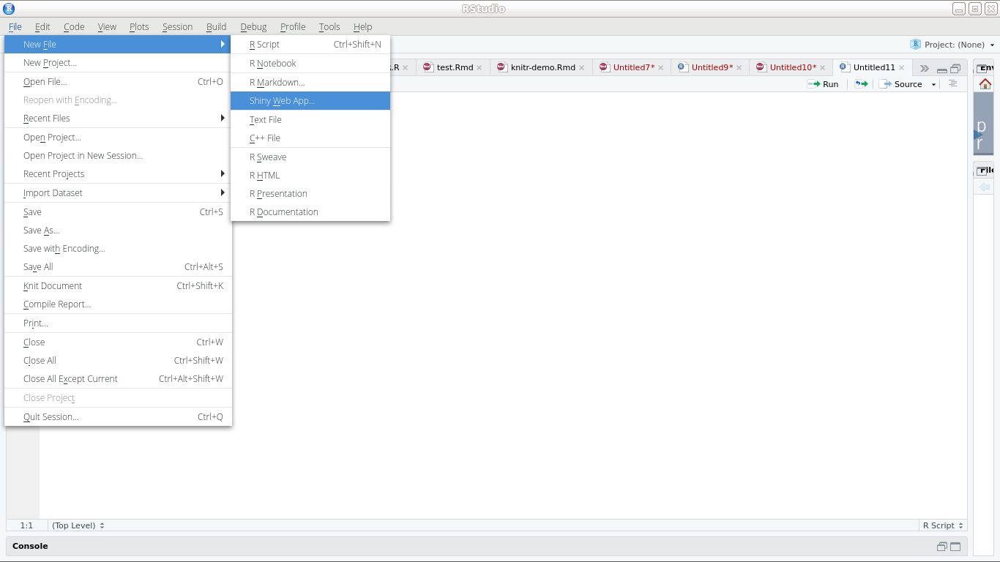 RStudio
File Edit Code View Plots Session Build Debug Profile Tools Help
New File
New Project...
Open File... Ctrl+O
Reopen with Encoding...
Recent Files
Open Project...
Open Project in New Session...
Recent Projects
Import Dataset
Save Ctrl+S
Save As...
Save with Encoding...
Save All Ctrl+Alt+S
Knit Document Ctrl+Shift+K
Compile Report...
Print...
Close Ctrl+W
Close All Ctrl+Shift+W
Close All Except Current Ctrl+Alt+Shift+W
Close Project
Quit Session... Ctrl+Q
R Script Ctrl+Shift+N
R Notebook
R Markdown...
Shiny Web App...
Text File
C++ File
R Sweave
R HTML
R Presentation
R Documentation
Project: (None)
.R test.Rmd knitr-demo.Rmd Untitled7* Untitled9* Untitled10* Untitled11
Run Source
pr
1:1 (Top Level) R Script
Console